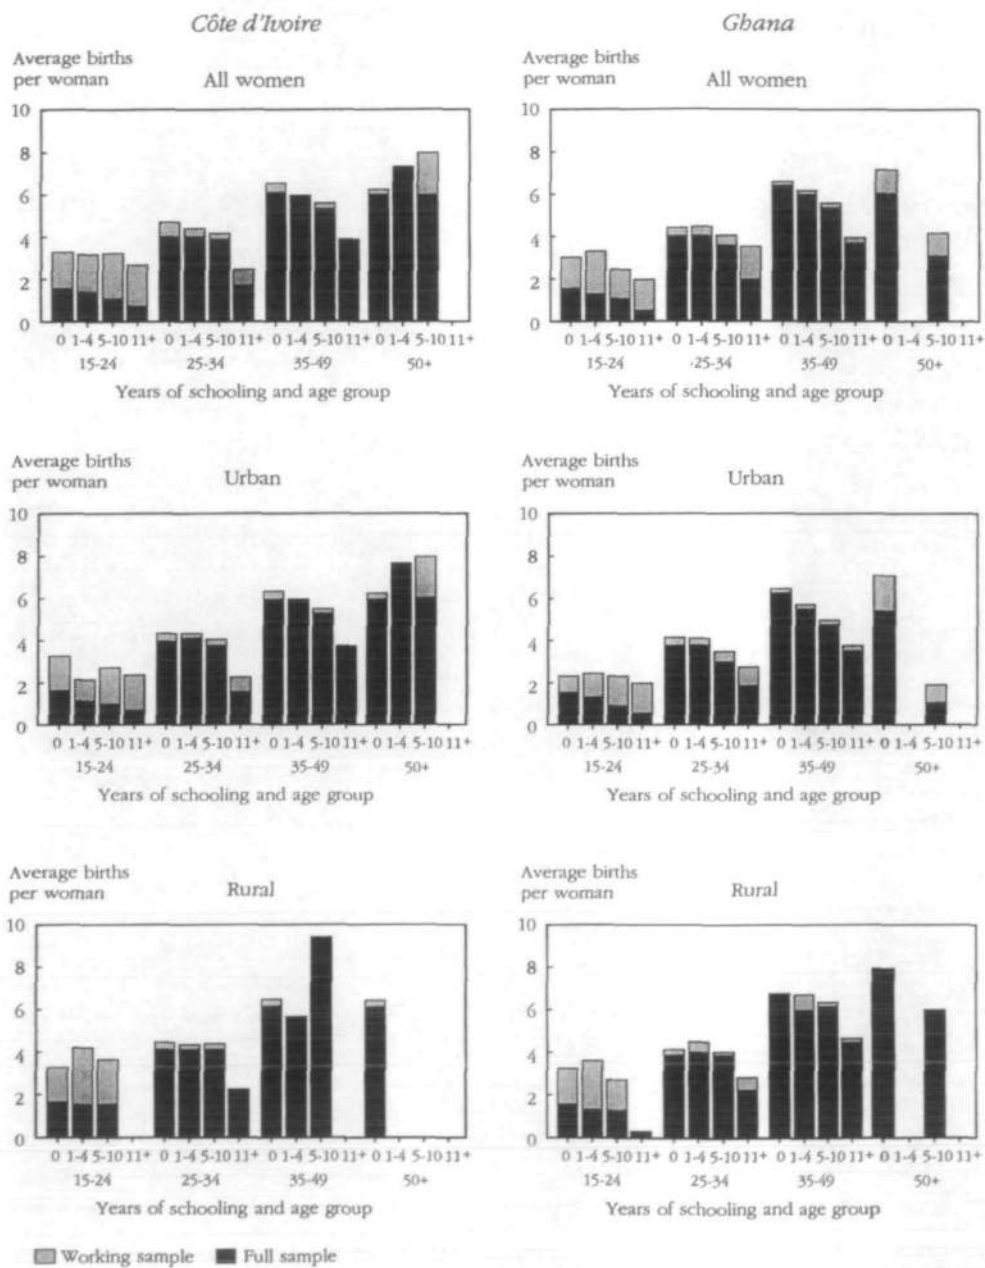 Côte d'Ivoire
Average births
per woman
All women
10
8
6
4
2
0
0 1-4 5-10 11+ 0 1-4 5-10 11+ 0 1-4 5-10 11+ 0 1-4 5-10 11+
15-24 25-34 35-49 50+
Years of schooling and age group
Ghana
Average births
per woman
All women
10
8
6
4
2
0
0 1-4 5-10 11+ 0 1-4 5-10 11+ 0 1-4 5-10 11+ 0 1-4 5-10 11+
15-24 25-34 35-49 50+
Years of schooling and age group
Average births
per woman
Urban
10
8
6
4
2
0
0 1-4 5-10 11+ 0 1-4 5-10 11+ 0 1-4 5-10 11+ 0 1-4 5-10 11+
15-24 25-34 35-49 50+
Years of schooling and age group
Average births
per woman
Urban
10
8
6
4
2
0
0 1-4 5-10 11+ 0 1-4 5-10 11+ 0 1-4 5-10 11+ 0 1-4 5-10 11+
15-24 25-34 35-49 50+
Years of schooling and age group
Average births
per woman
Rural
10
8
6
4
2
0
0 1-4 5-10 11+ 0 1-4 5-10 11+ 0 1-4 5-10 11+ 0 1-4 5-10 11+
15-24 25-34 35-49 50+
Years of schooling and age group
Average births
per woman
Rural
10
8
6
4
2
0
0 1-4 5-10 11+ 0 1-4 5-10 11+ 0 1-4 5-10 11+ 0 1-4 5-10 11+
15-24 25-34 35-49 50+
Years of schooling and age group
Working sample Full sample